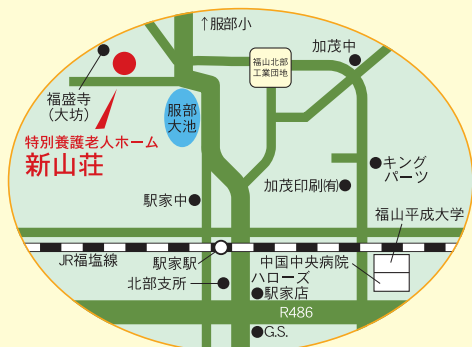 ↑服部小
加茂中
福山北部
工業団地
福盛寺
(大坊)
服部
大池
特別養護老人ホーム
新山荘
キング
パーツ
加茂印刷㈲
駅家中
福山平成大学
JR福塩線
駅家駅
中国中央病院
北部支所
ハローズ
駅家店
R486
G.S.